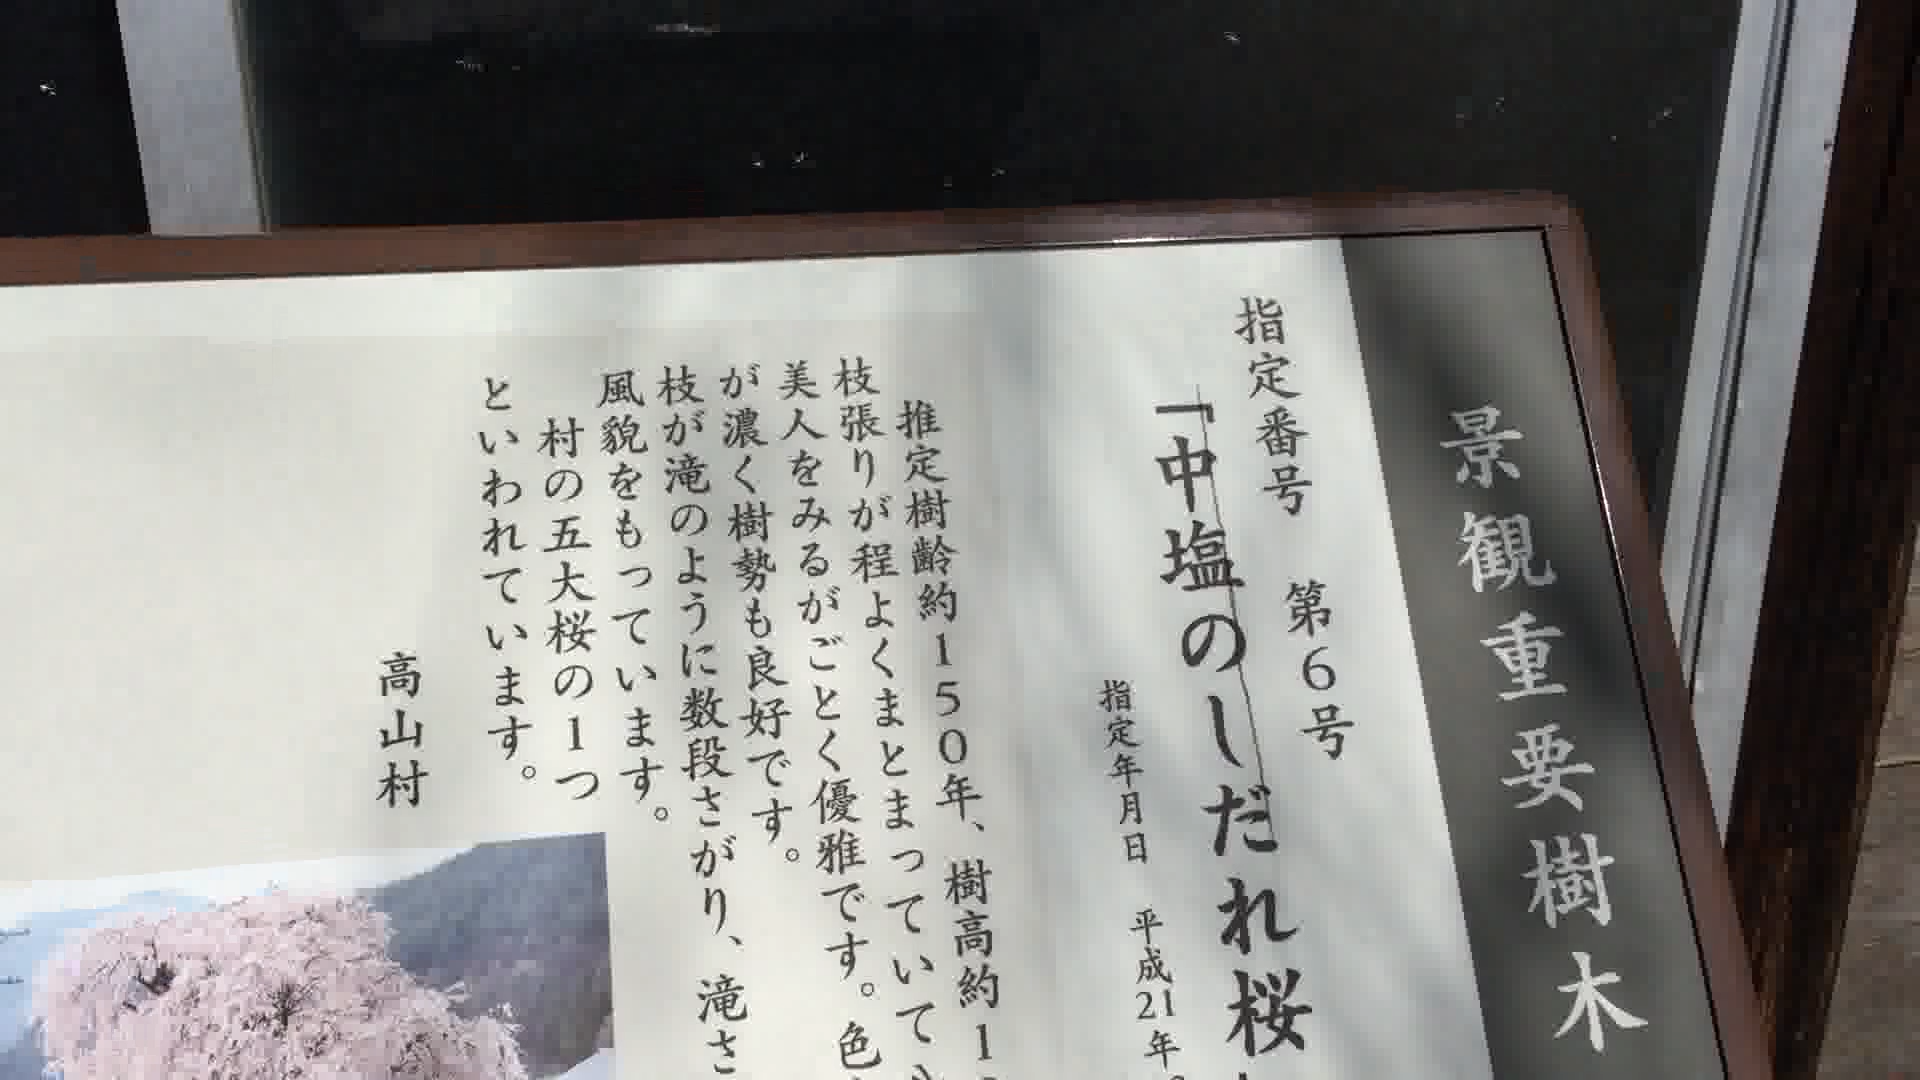 景観重要樹木
指定番号 第6号
「中塩のしだれ桜
指定年月日 平成21年
推定樹齢約150年、樹高約1
枝張りが程よくまとまっていて
美人をみるがごとく優雅です。色
が濃く樹勢も良好です。
枝が滝のように数段さがり、滝さ
風貌をもっています。
村の五大桜の1つ
といわれています。
高山村